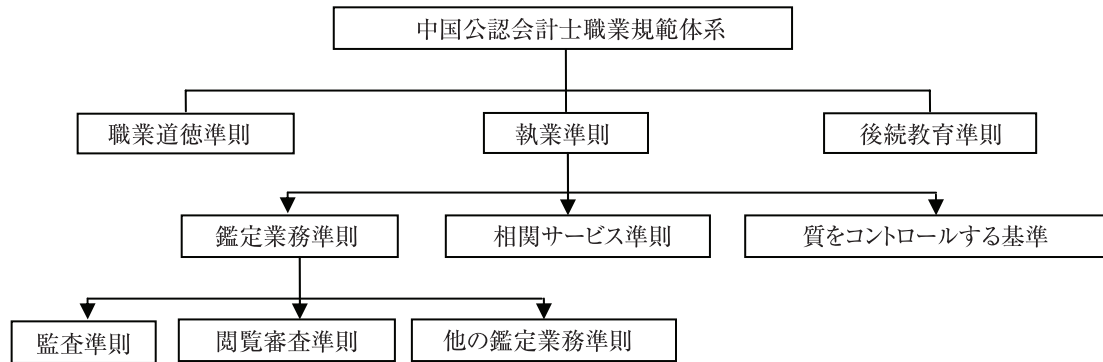 中国公認会計士職業規範体系
職業道徳準則
執業準則
後続教育準則
鑑定業務準則
相関サービス準則
質をコントロールする基準
監査準則
閲覧審査準則
他の鑑定業務準則